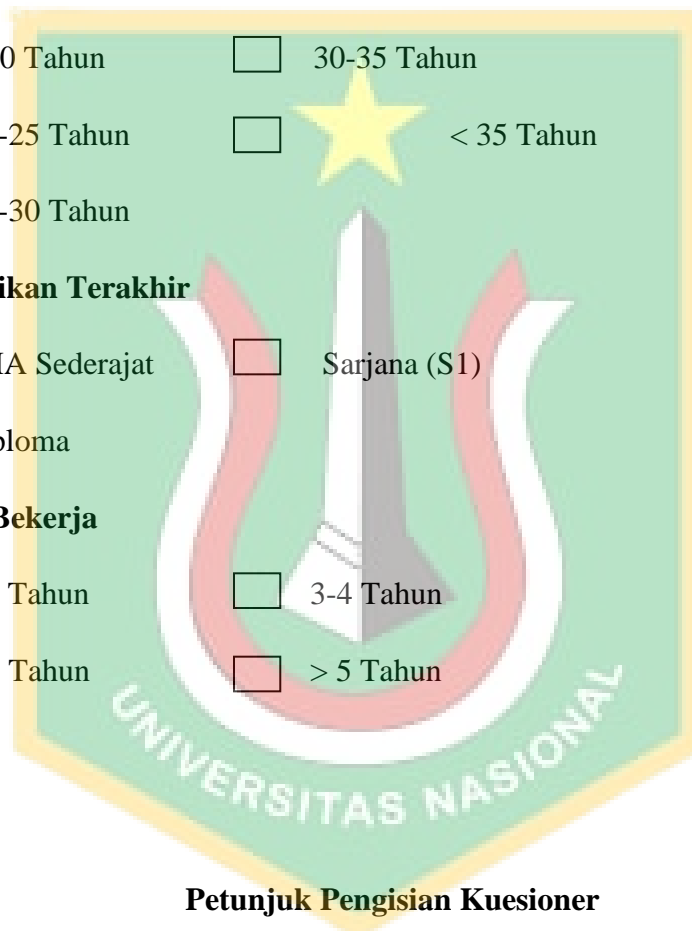 0 Tahun 30-35 Tahun
-25 Tahun < 35 Tahun
-30 Tahun
ikan Terakhir
IA Sederajat Sarjana (S1)
ploma
Bekerja
Tahun 3-4 Tahun
Tahun > 5 Tahun
UNIVERSITAS NASIONAL
Petunjuk Pengisian Kuesioner